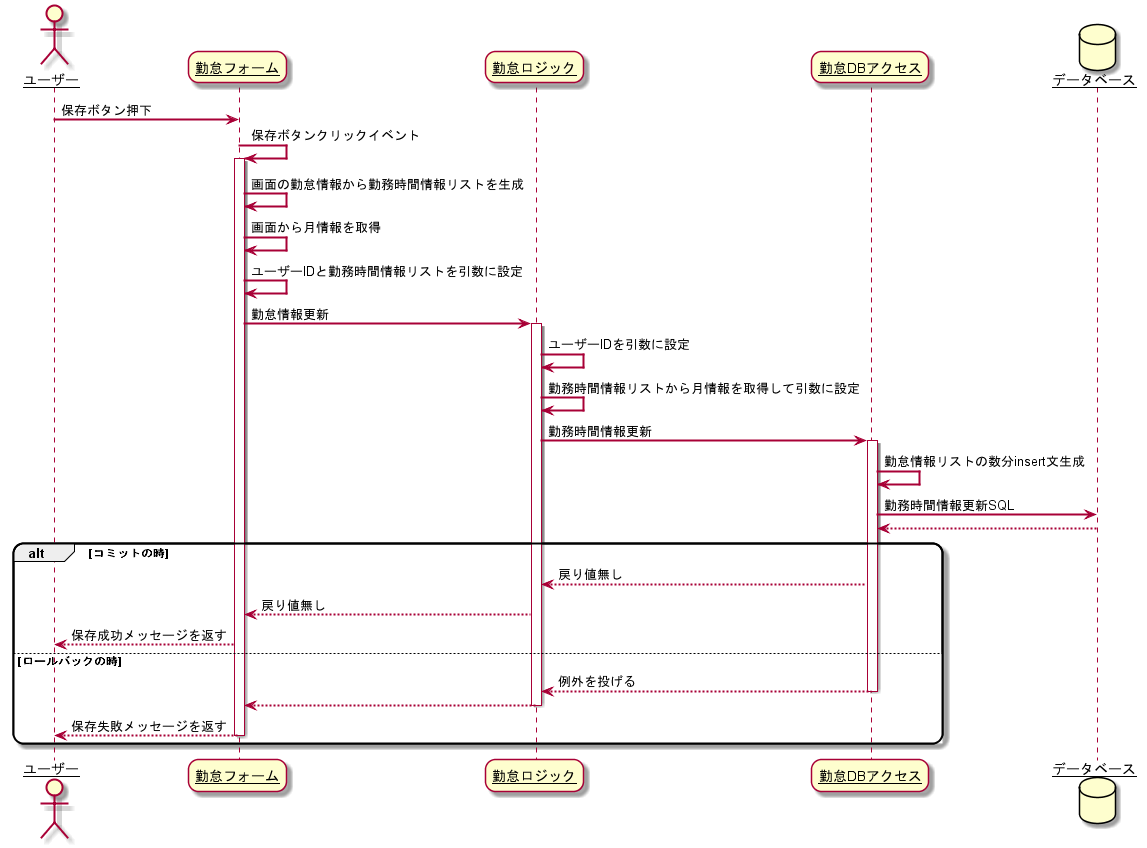 ユーザー
勤怠フォーム
勤怠ロジック
勤怠DBアクセス
データベース
保存ボタン押下
保存ボタンクリックイベント
画面の勤怠情報から勤務時間情報リストを生成
画面から月情報を取得
ユーザーIDと勤務時間情報リストを引数に設定
勤怠情報更新
ユーザーIDを引数に設定
勤務時間情報リストから月情報を取得して引数に設定
勤務時間情報更新
勤怠情報リストの数分insert文生成
勤務時間情報更新SQL
alt [コミットの時]
戻り値無し
戻り値無し
保存成功メッセージを返す
[ロールバックの時]
例外を投げる
保存失敗メッセージを返す
ユーザー
勤怠フォーム
勤怠ロジック
勤怠DBアクセス
データベース